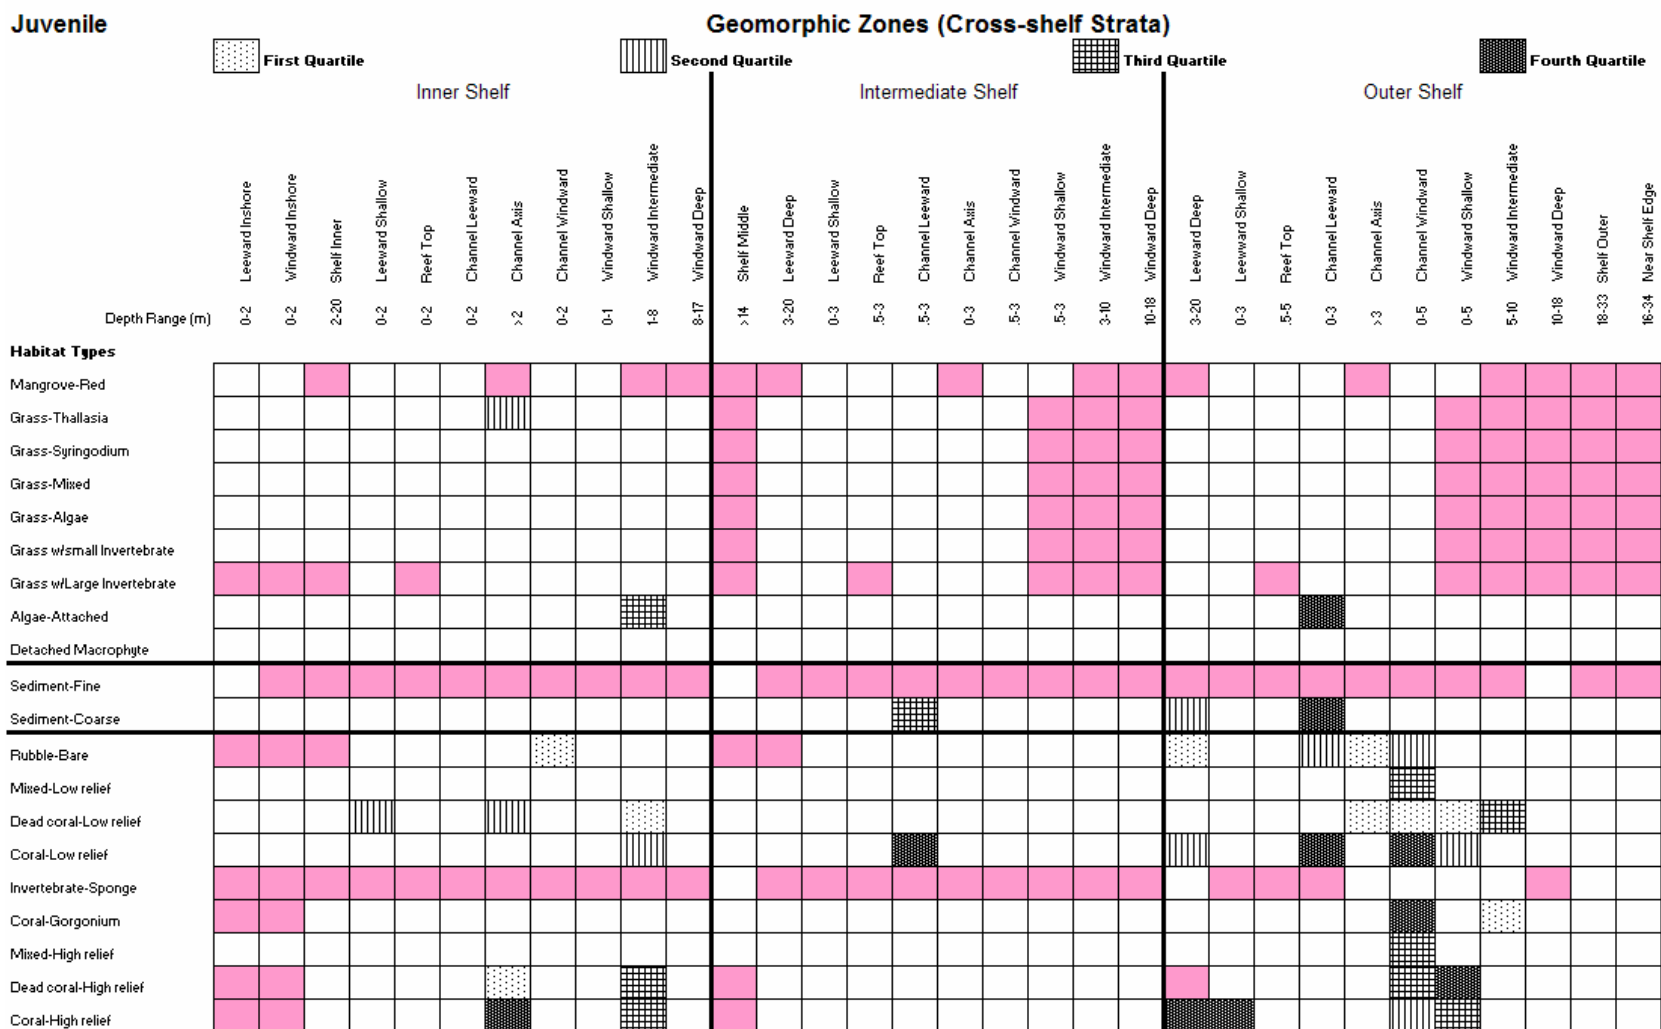 Juvenile
Geomorphic Zones (Cross-shelf Strata)
First Quartile
Second Quartile
Third Quartile
Fourth Quartile
Inner Shelf
Intermediate Shelf
Outer Shelf
Leeward Inshore
Windward Inshore
Shelf Inner
Leeward Shallow
Reef Top
Channel Leeward
Channel Axis
Channel Windward
Windward Shallow
Windward Intermediate
Windward Deep
Shelf Middle
Leeward Deep
Leeward Shallow
Reef Top
Channel Leeward
Channel Axis
Channel Windward
Windward Shallow
Windward Intermediate
Windward Deep
Leeward Deep
Leeward Shallow
Reef Top
Channel Leeward
Channel Axis
Channel Windward
Windward Shallow
Windward Intermediate
Windward Deep
Shelf Outer
Near Shelf Edge
Depth Range (m) 0-2 0-2 2-20 0-2 0-2 0-2 >2 0-2 0-1 1-8 8-17 >14 3-20 0-3 .5-3 .5-3 0-3 .5-3 .5-3 3-10 10-18 3-20 0-3 .5-5 0-3 >3 0-5 0-5 5-10 10-18 18-33 16-34
Habitat Types
Mangrove-Red
Grass-Thallasia
Grass-Syringodium
Grass-Mixed
Grass-Algae
Grass w/small Invertebrate
Grass w/Large Invertebrate
Algae-Attached
Detached Macrophyte
Sediment-Fine
Sediment-Coarse
Rubble-Bare
Mixed-Low relief
Dead coral-Low relief
Coral-Low relief
Invertebrate-Sponge
Coral-Gorgonium
Mixed-High relief
Dead coral-High relief
Coral-High relief